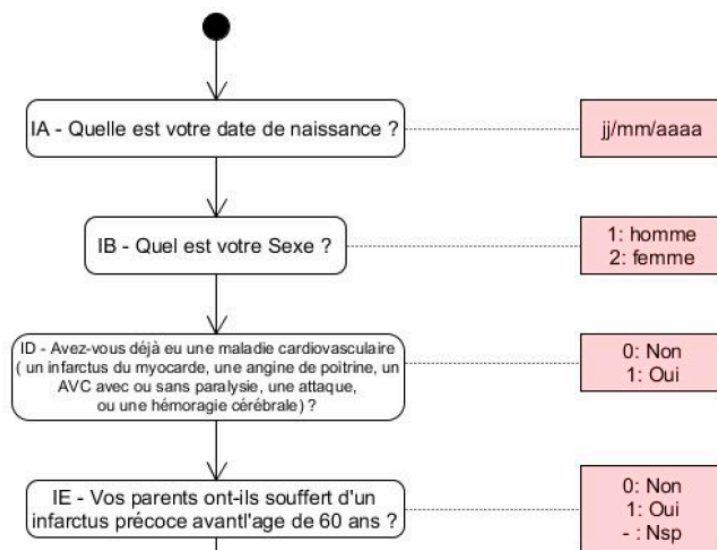 IA - Quelle est votre date de naissance ?
jj/mm/aaaa
IB - Quel est votre Sexe ?
1: homme
2: femme
ID - Avez-vous déjà eu une maladie cardiovasculaire
( un infarctus du myocarde, une angine de poitrine, un
AVC avec ou sans paralysie, une attaque,
ou une hémoragie cérébrale) ?
0: Non
1: Oui
IE - Vos parents ont-ils souffert d'un
infarctus précoce avantl'age de 60 ans ?
0: Non
1: Oui
- : Nsp